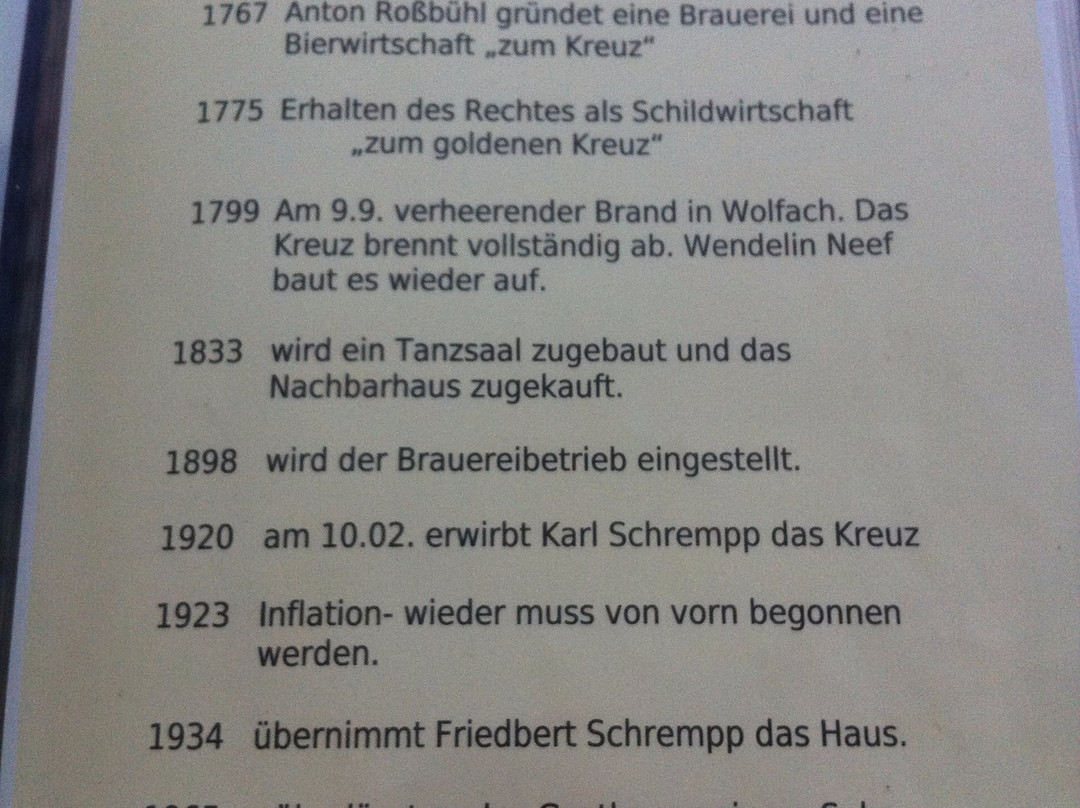 1767 Anton Roßbühl gründet eine Brauerei und eine
Bierwirtschaft „zum Kreuz“
1775 Erhalten des Rechtes als Schildwirtschaft
„zum goldenen Kreuz“
1799 Am 9.9. verheerender Brand in Wolfach. Das
Kreuz brennt vollständig ab. Wendelin Neef
baut es wieder auf.
1833 wird ein Tanzsaal zugebaut und das
Nachbarhaus zugekauft.
1898 wird der Brauereibetrieb eingestellt.
1920 am 10.02. erwirbt Karl Schrempp das Kreuz
1923 Inflation- wieder muss von vorn begonnen
werden.
1934 übernimmt Friedbert Schrempp das Haus.